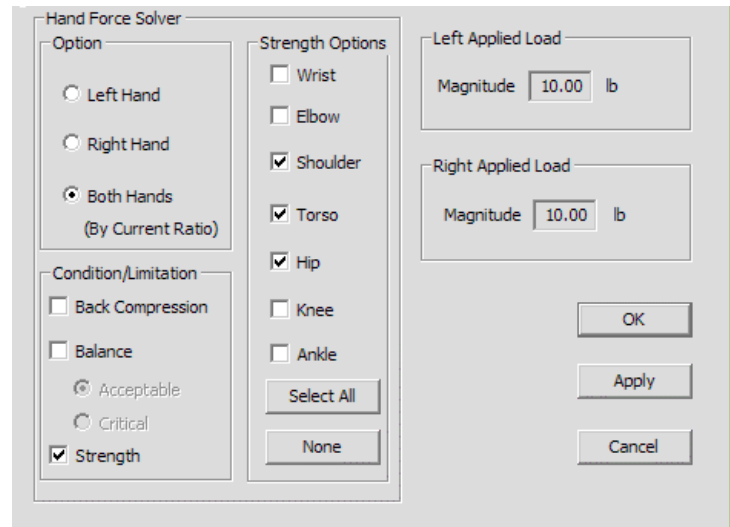 Hand Force Solver
Option
Left Hand
Right Hand
Both Hands
(By Current Ratio)
Condition/Limitation
Back Compression
Balance
Acceptable
Critical
Strength
Strength Options
Wrist
Elbow
Shoulder
Torso
Hip
Knee
Ankle
Select All
None
Left Applied Load
Magnitude 10.00 lb
Right Applied Load
Magnitude 10.00 lb
OK
Apply
Cancel